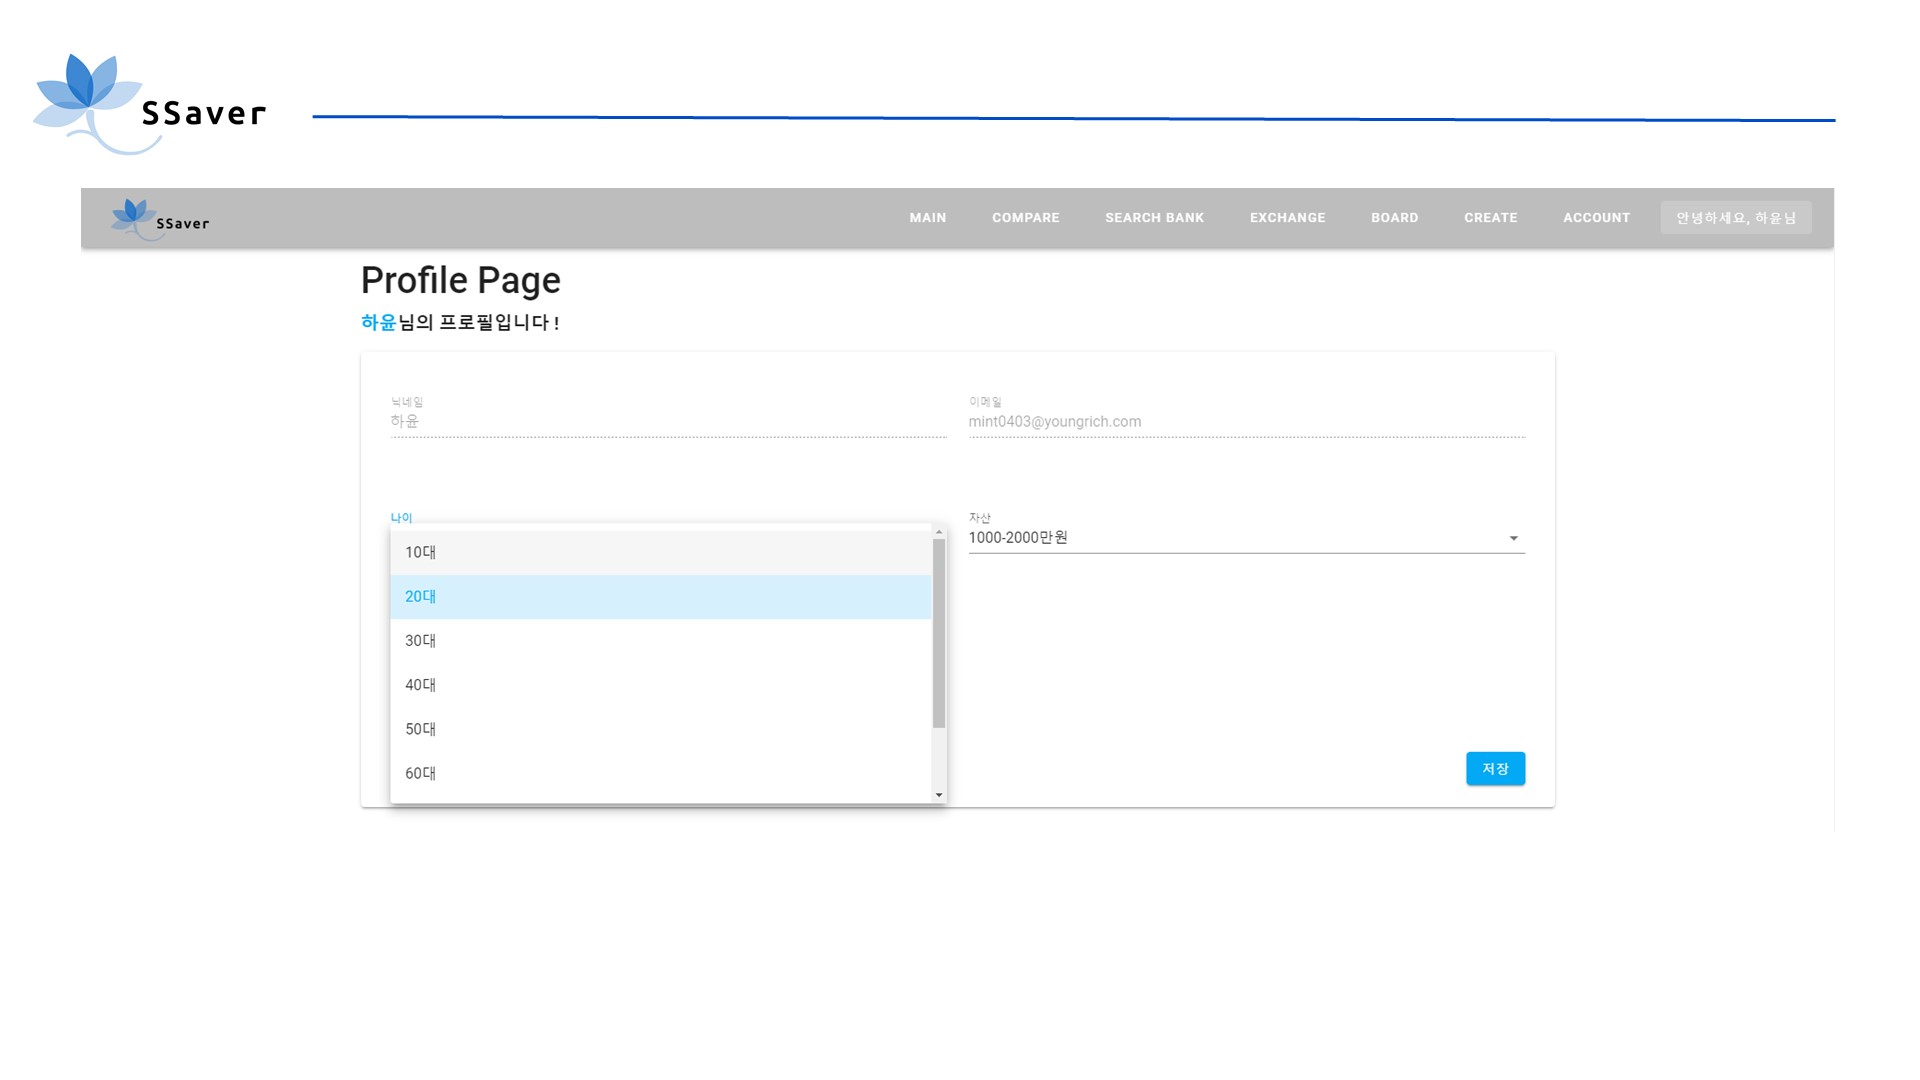 SSaver
SSaver
MAIN COMPARE SEARCH BANK EXCHANGE BOARD CREATE ACCOUNT 안녕하세요, 하윤님
Profile Page
하윤님의 프로필입니다 !
닉네임
하윤
이메일
mint0403@youngrich.com
나이
10대
20대
30대
40대
50대
60대
자산
1000-2000만원
저장